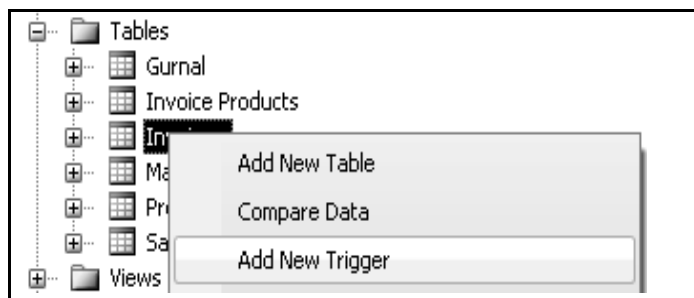 Tables
Gurnal
Invoice Products
Add New Table
Compare Data
Add New Trigger
Views